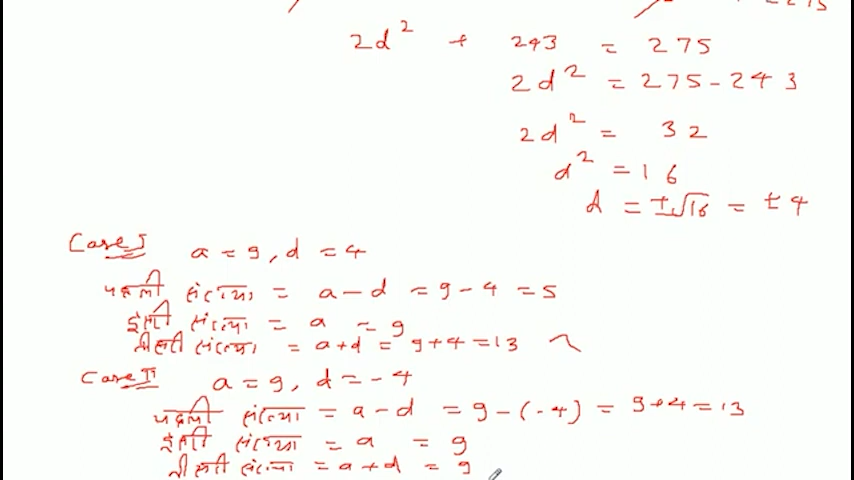 2275
2d² + 243 = 275
2d² = 275 - 243
2d² = 32
d² = 16
d = ±√16 = ±4
Case I a = 9, d = 4
पहली संख्या = a - d = 9 - 4 = 5
दूसरी संख्या = a = 9
तीसरी संख्या = a + d = 9 + 4 = 13
Case II a = 9, d = -4
पहली संख्या = a - d = 9 - (-4) = 9 + 4 = 13
दूसरी संख्या = a = 9
तीसरी संख्या = a + d = 9